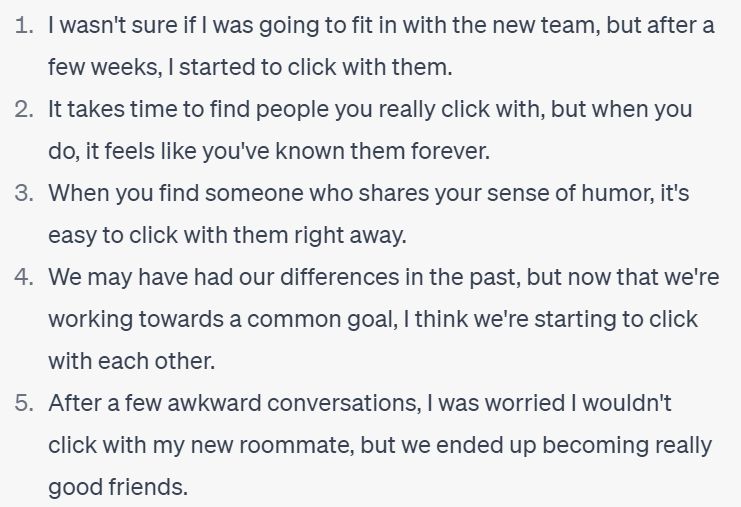 1. I wasn't sure if I was going to fit in with the new team, but after a
few weeks, I started to click with them.
2. It takes time to find people you really click with, but when you
do, it feels like you've known them forever.
3. When you find someone who shares your sense of humor, it's
easy to click with them right away.
4. We may have had our differences in the past, but now that we're
working towards a common goal, I think we're starting to click
with each other.
5. After a few awkward conversations, I was worried I wouldn't
click with my new roommate, but we ended up becoming really
good friends.